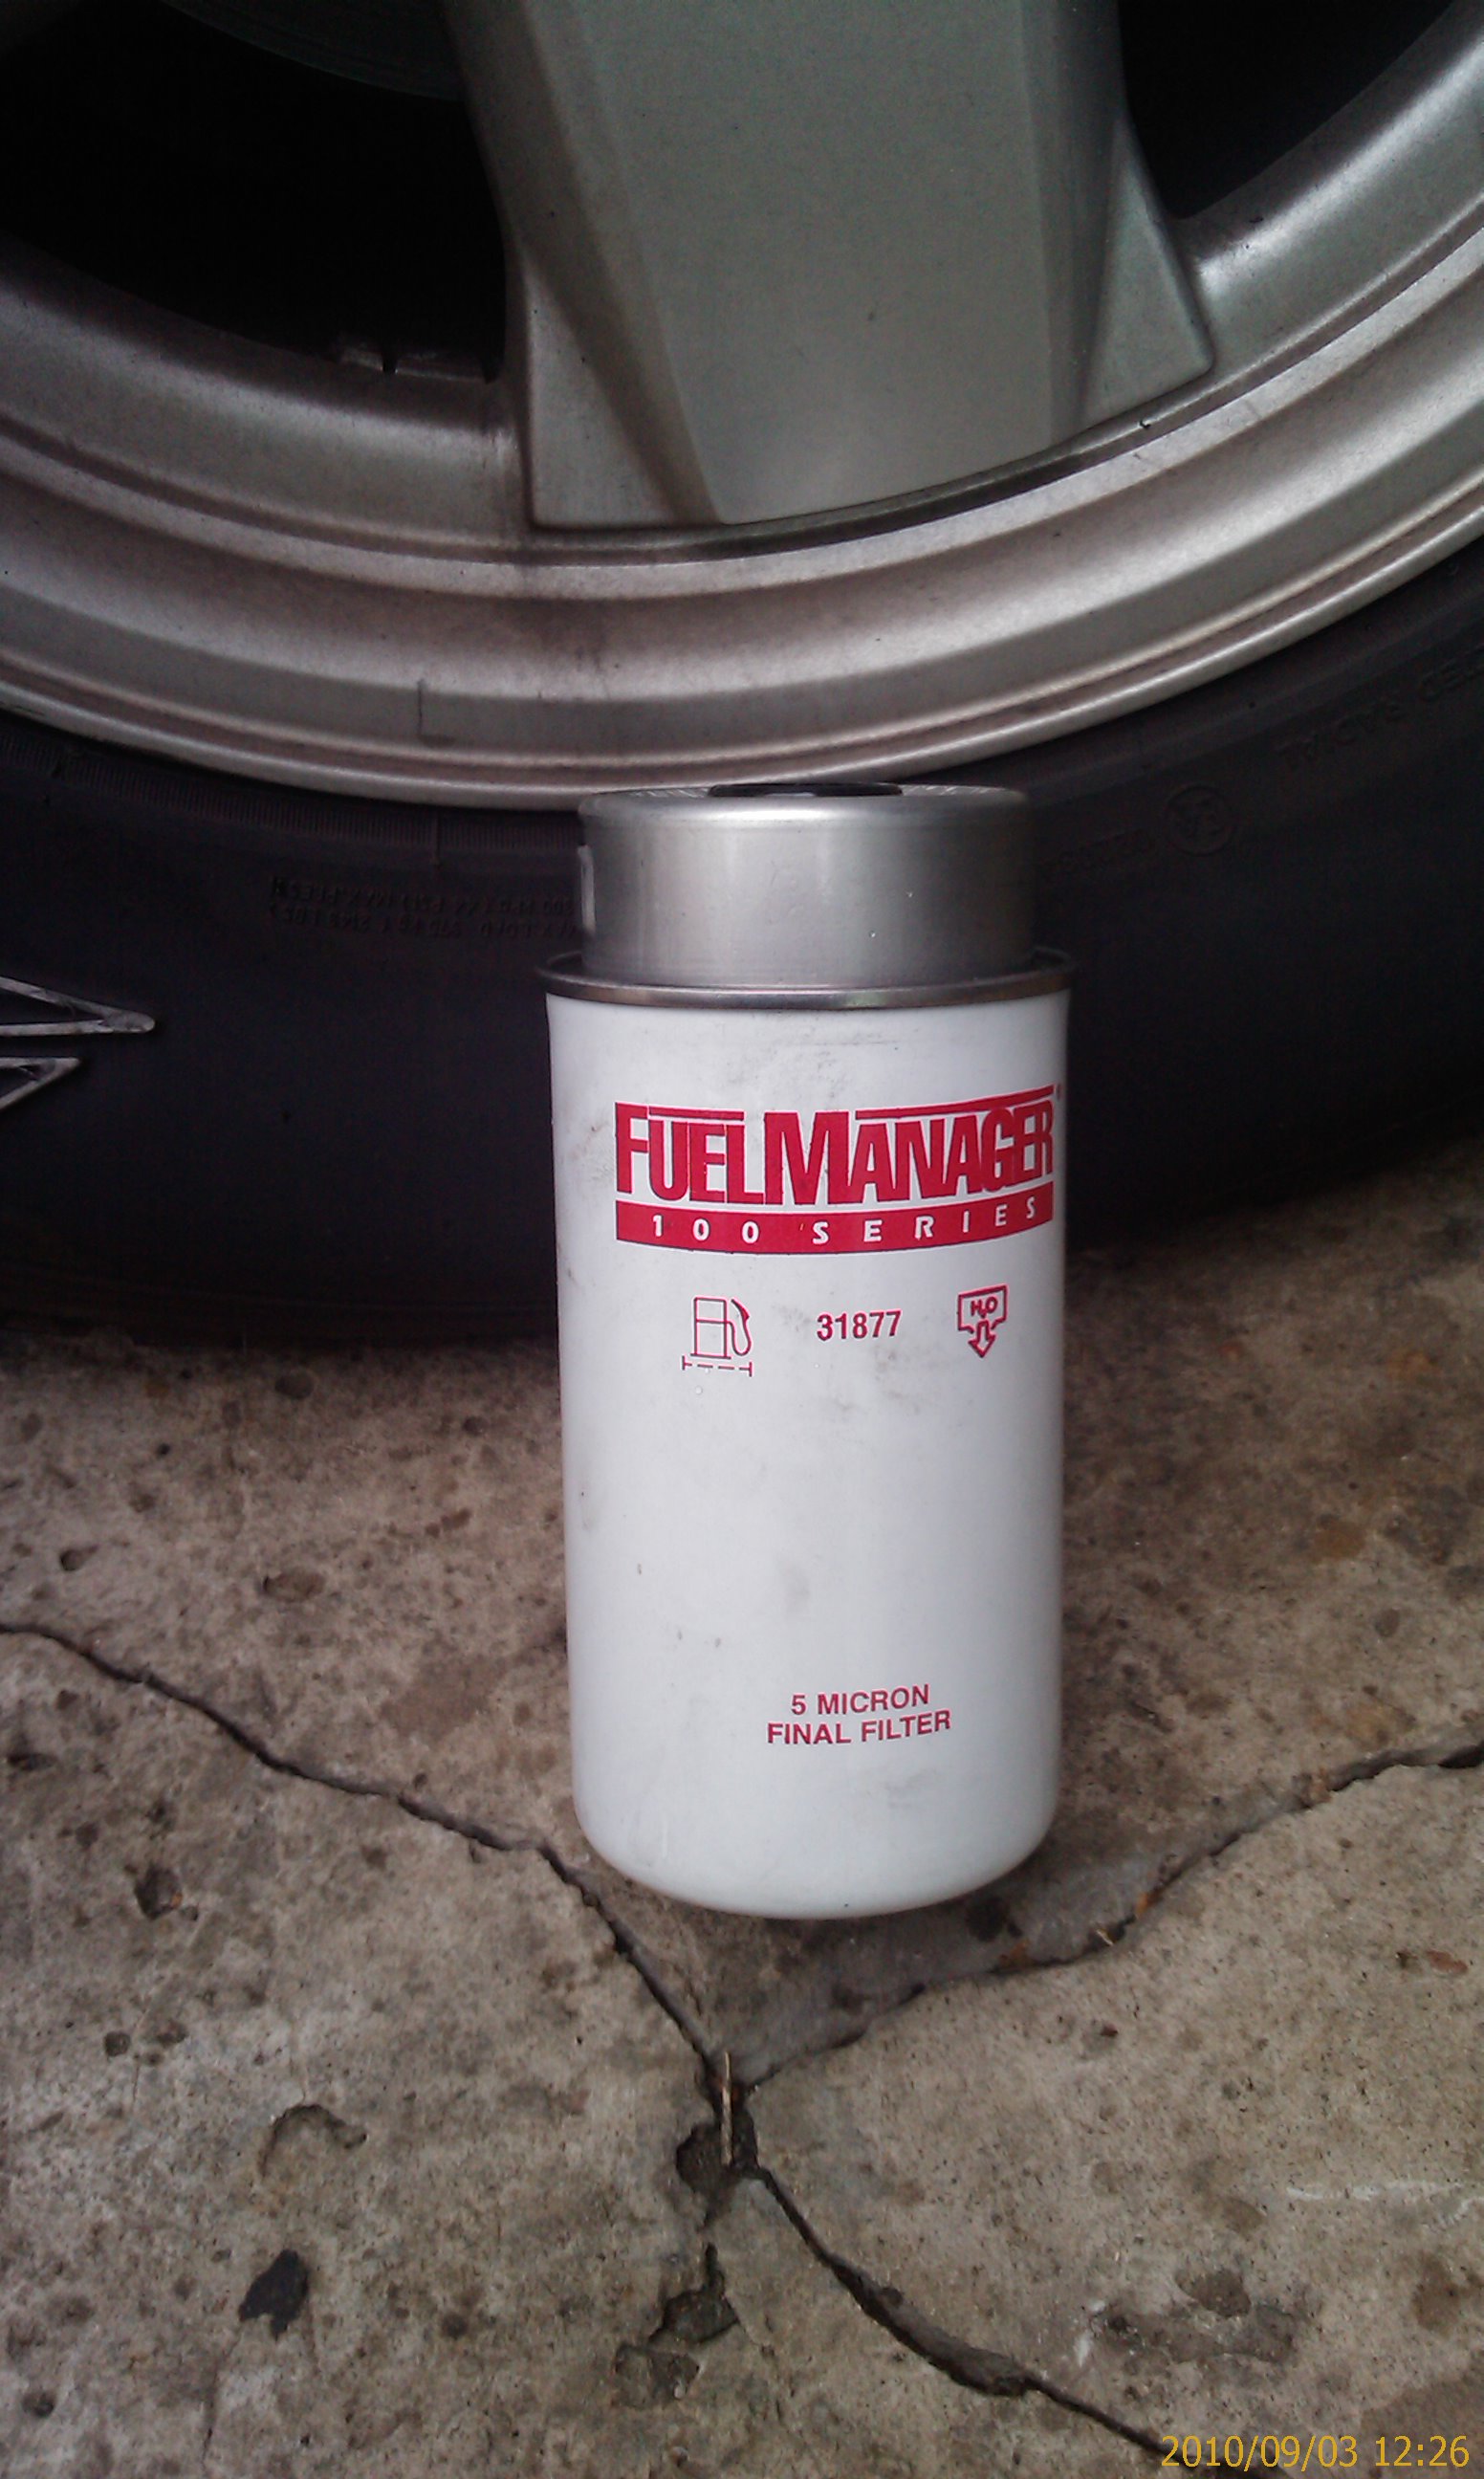 FUELMANAGER®
100 SERIES
31877
H2O
5 MICRON
FINAL FILTER
2010/09/03 12:26